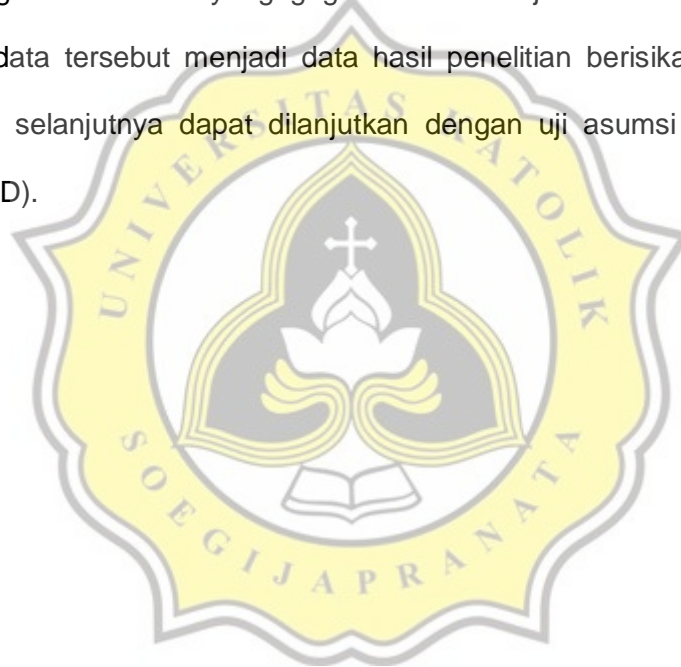 data tersebut menjadi data hasil penelitian berisika
selanjutnya dapat dilanjutkan dengan uji asumsi
D).
UNIVERSITAS KATOLIK
SOEGIJAPRANATA